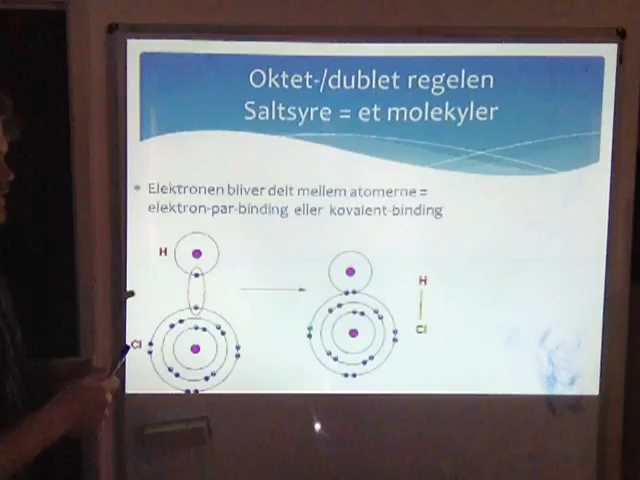 Oktet-/dublet regelen
Saltsyre = et molekyler
Elektronen bliver delt mellem atomerne =
elektron-par-binding eller kovalent-binding
H
H
Cl
Cl